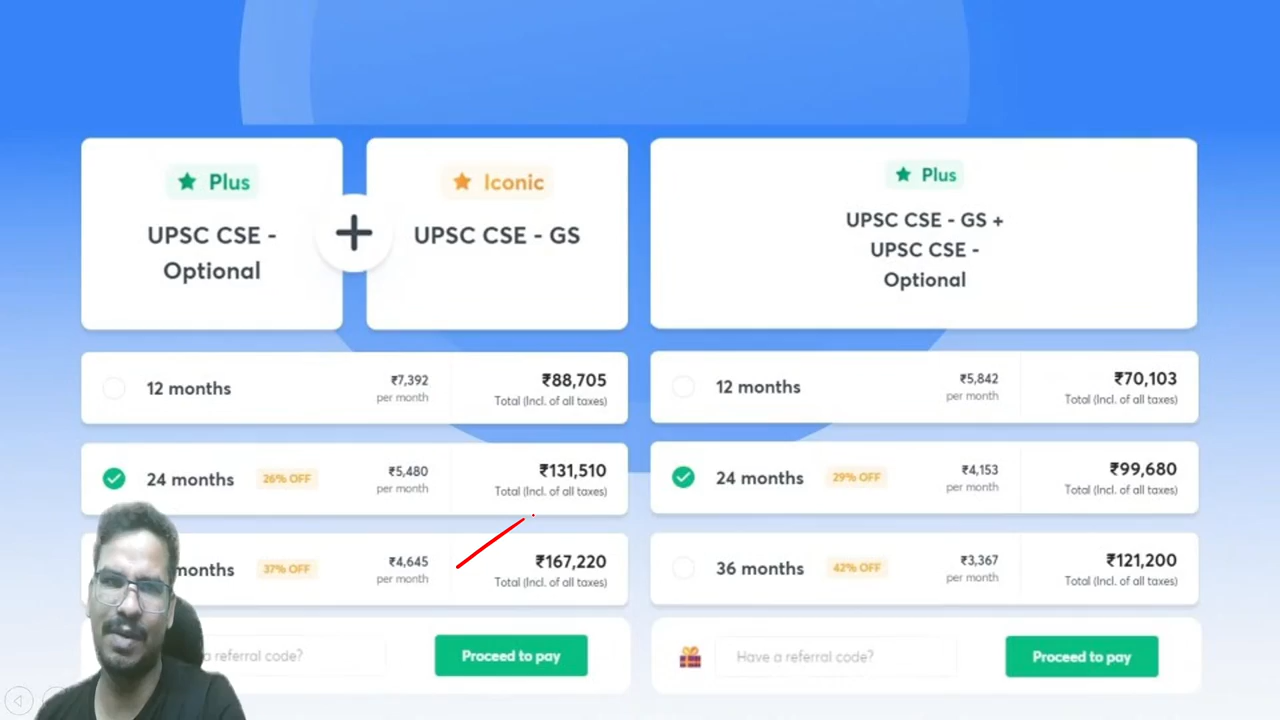 Plus
UPSC CSE -
Optional
Iconic
UPSC CSE - GS
12 months
₹7,392
per month
₹88,705
Total (Incl. of all taxes)
24 months
26% OFF
₹5,480
per month
₹131,510
Total (Incl. of all taxes)
months
37% OFF
₹4,645
per month
₹167,220
Total (Incl. of all taxes)
a referral code?
Proceed to pay
Plus
UPSC CSE - GS +
UPSC CSE -
Optional
12 months
₹5,842
per month
₹70,103
Total (Incl. of all taxes)
24 months
29% OFF
₹4,153
per month
₹99,680
Total (Incl. of all taxes)
36 months
42% OFF
₹3,367
per month
₹121,200
Total (Incl. of all taxes)
Have a referral code?
Proceed to pay